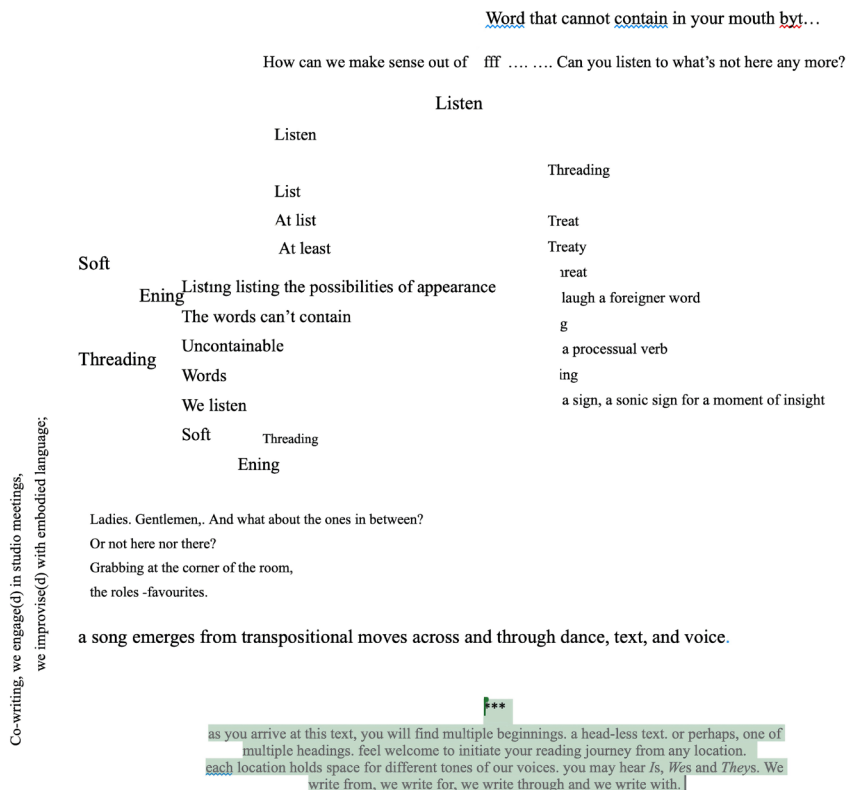 Word that cannot contain in your mouth byt…
How can we make sense out of fff …. …. Can you listen to what's not here any more?
Listen
Listen
Threading
List
At list
Treat
At least
Treaty
Soft
reat
Listing listing the possibilities of appearance
Ening
laugh a foreigner word
The words can't contain
g
Uncontainable
a processual verb
Threading
Words
ing
We listen
a sign, a sonic sign for a moment of insight
Soft
Threading
Ening
Co-writing, we engage(d) in studio meetings,
we improvise(d) with embodied language;
Ladies. Gentlemen,. And what about the ones in between?
Or not here nor there?
Grabbing at the corner of the room,
the roles -favourites.
a song emerges from transpositional moves across and through dance, text, and voice.
***
as you arrive at this text, you will find multiple beginnings. a head-less text. or perhaps, one of
multiple headings. feel welcome to initiate your reading journey from any location.
each location holds space for different tones of our voices. you may hear Is, Wes and Theys. We
write from, we write for, we write through and we write with.